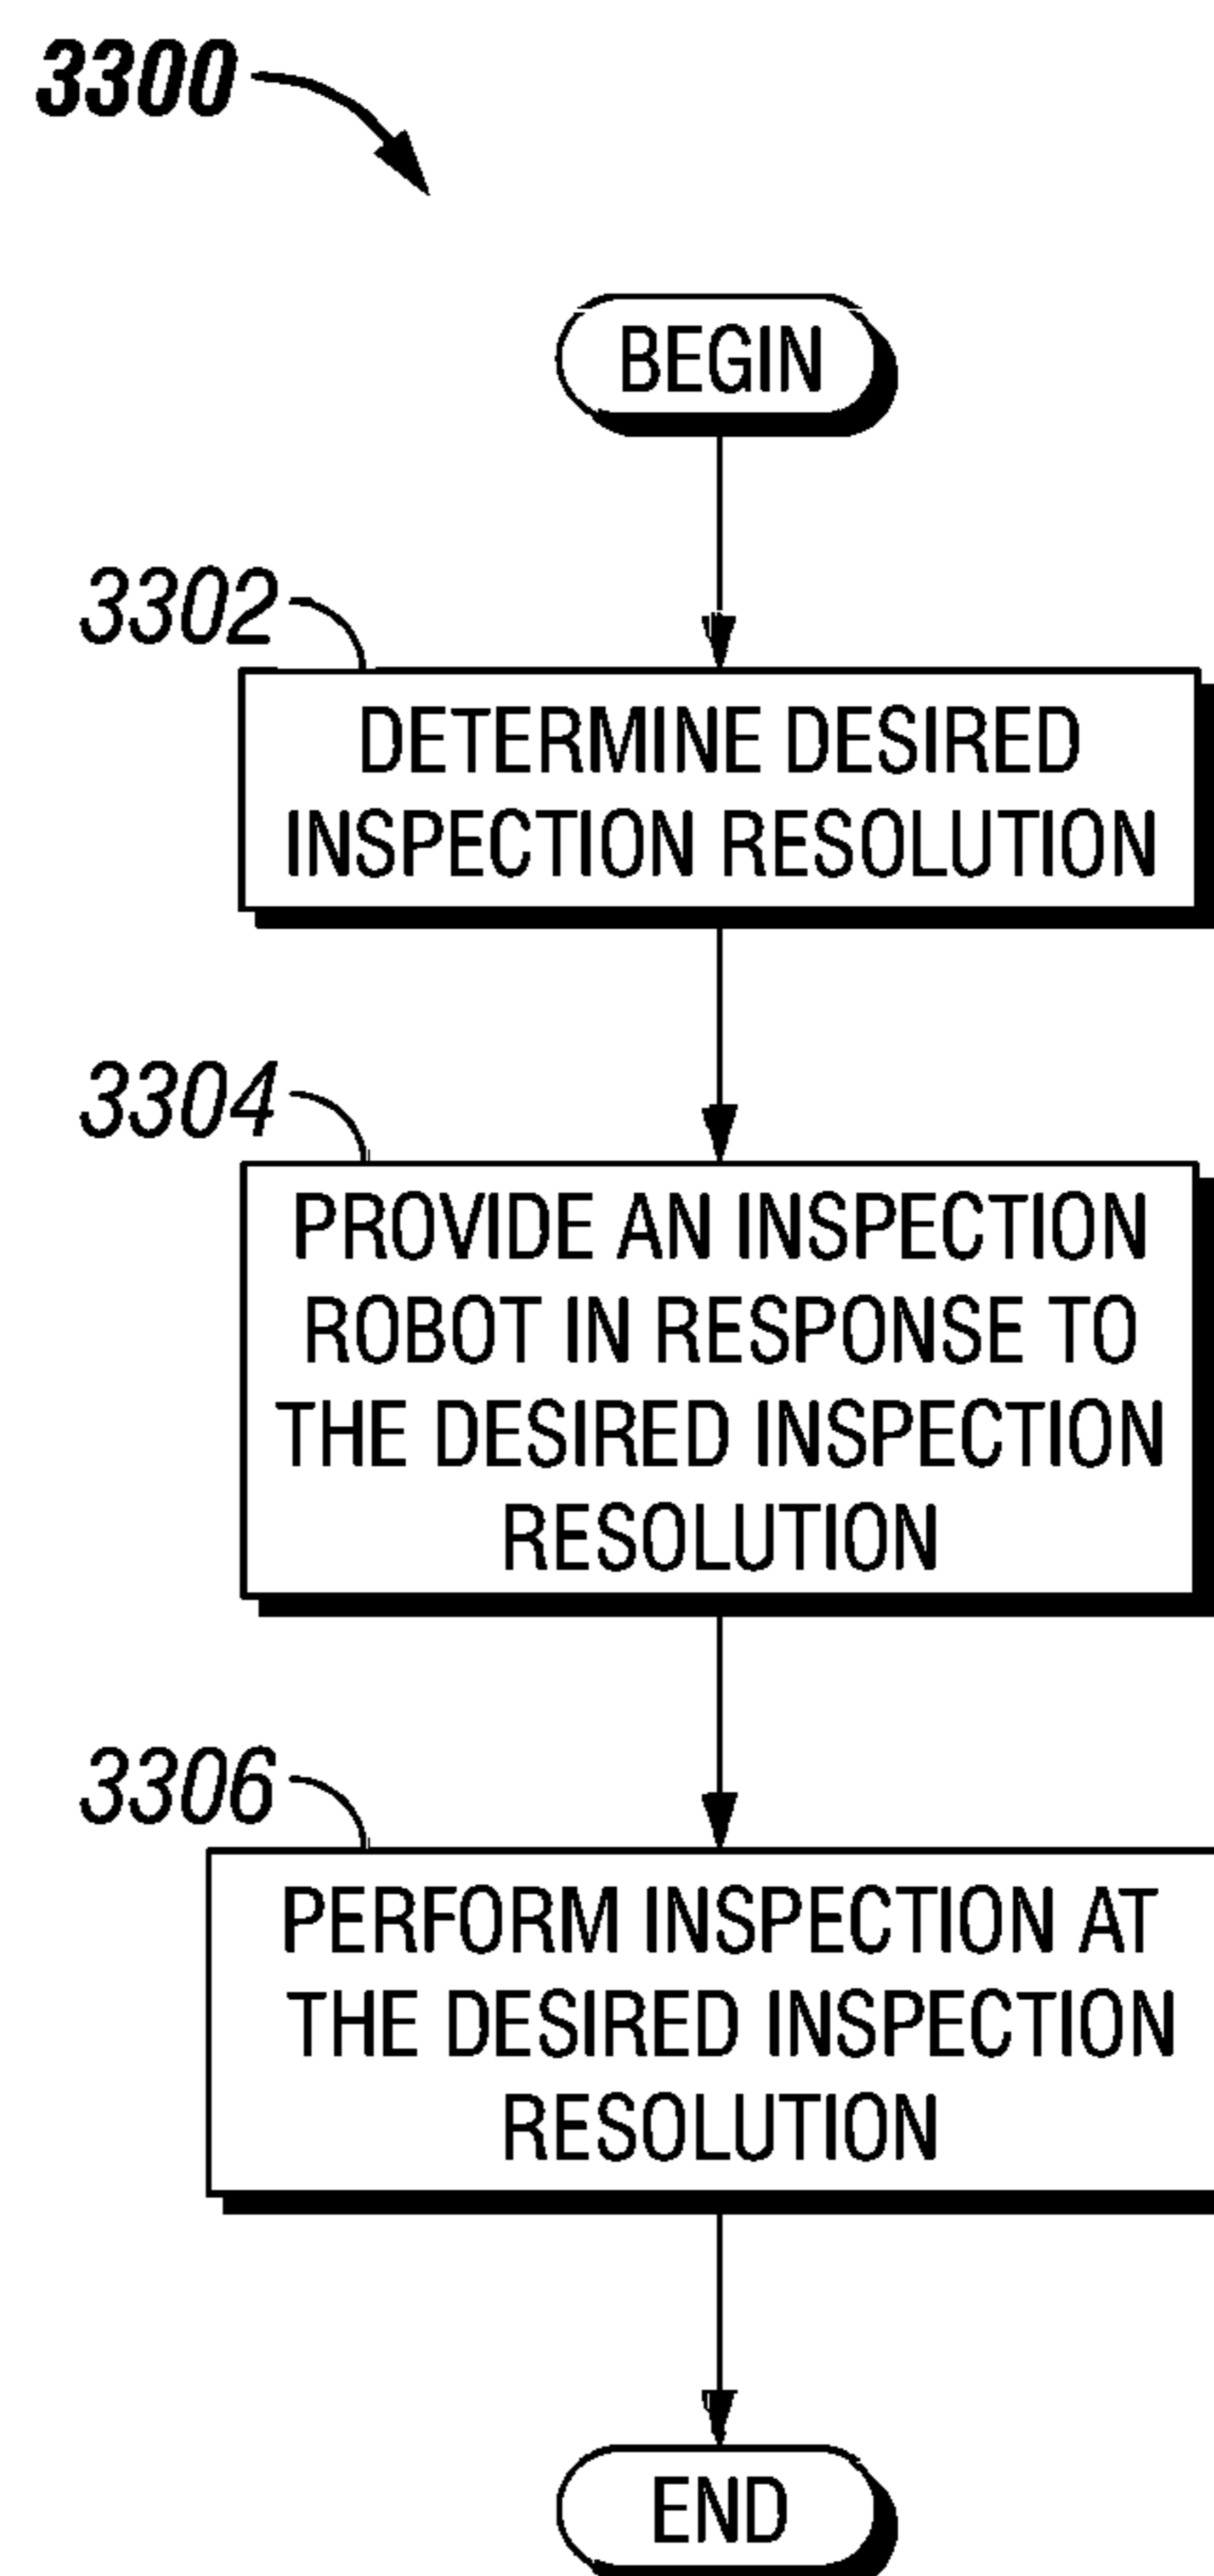 3300
BEGIN
3302
DETERMINE DESIRED
INSPECTION RESOLUTION
3304
PROVIDE AN INSPECTION
ROBOT IN RESPONSE TO
THE DESIRED INSPECTION
RESOLUTION
3306
PERFORM INSPECTION AT
THE DESIRED INSPECTION
RESOLUTION
END